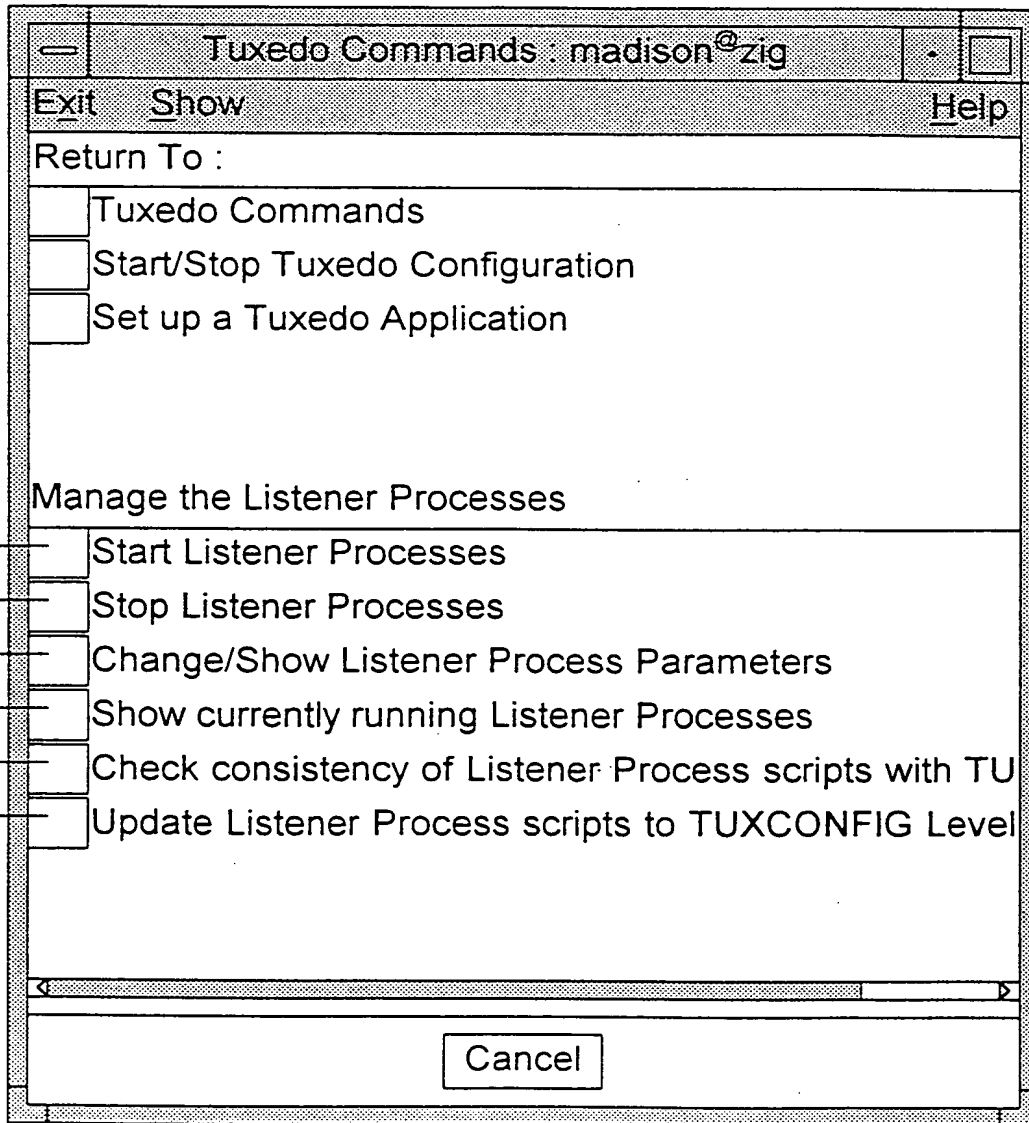 Tuxedo Commands : madison@zig
Exit Show Help
Return To :
Tuxedo Commands
Start/Stop Tuxedo Configuration
Set up a Tuxedo Application
Manage the Listener Processes
Start Listener Processes
Stop Listener Processes
Change/Show Listener Process Parameters
Show currently running Listener Processes
Check consistency of Listener Process scripts with TU
Update Listener Process scripts to TUXCONFIG Level
Cancel